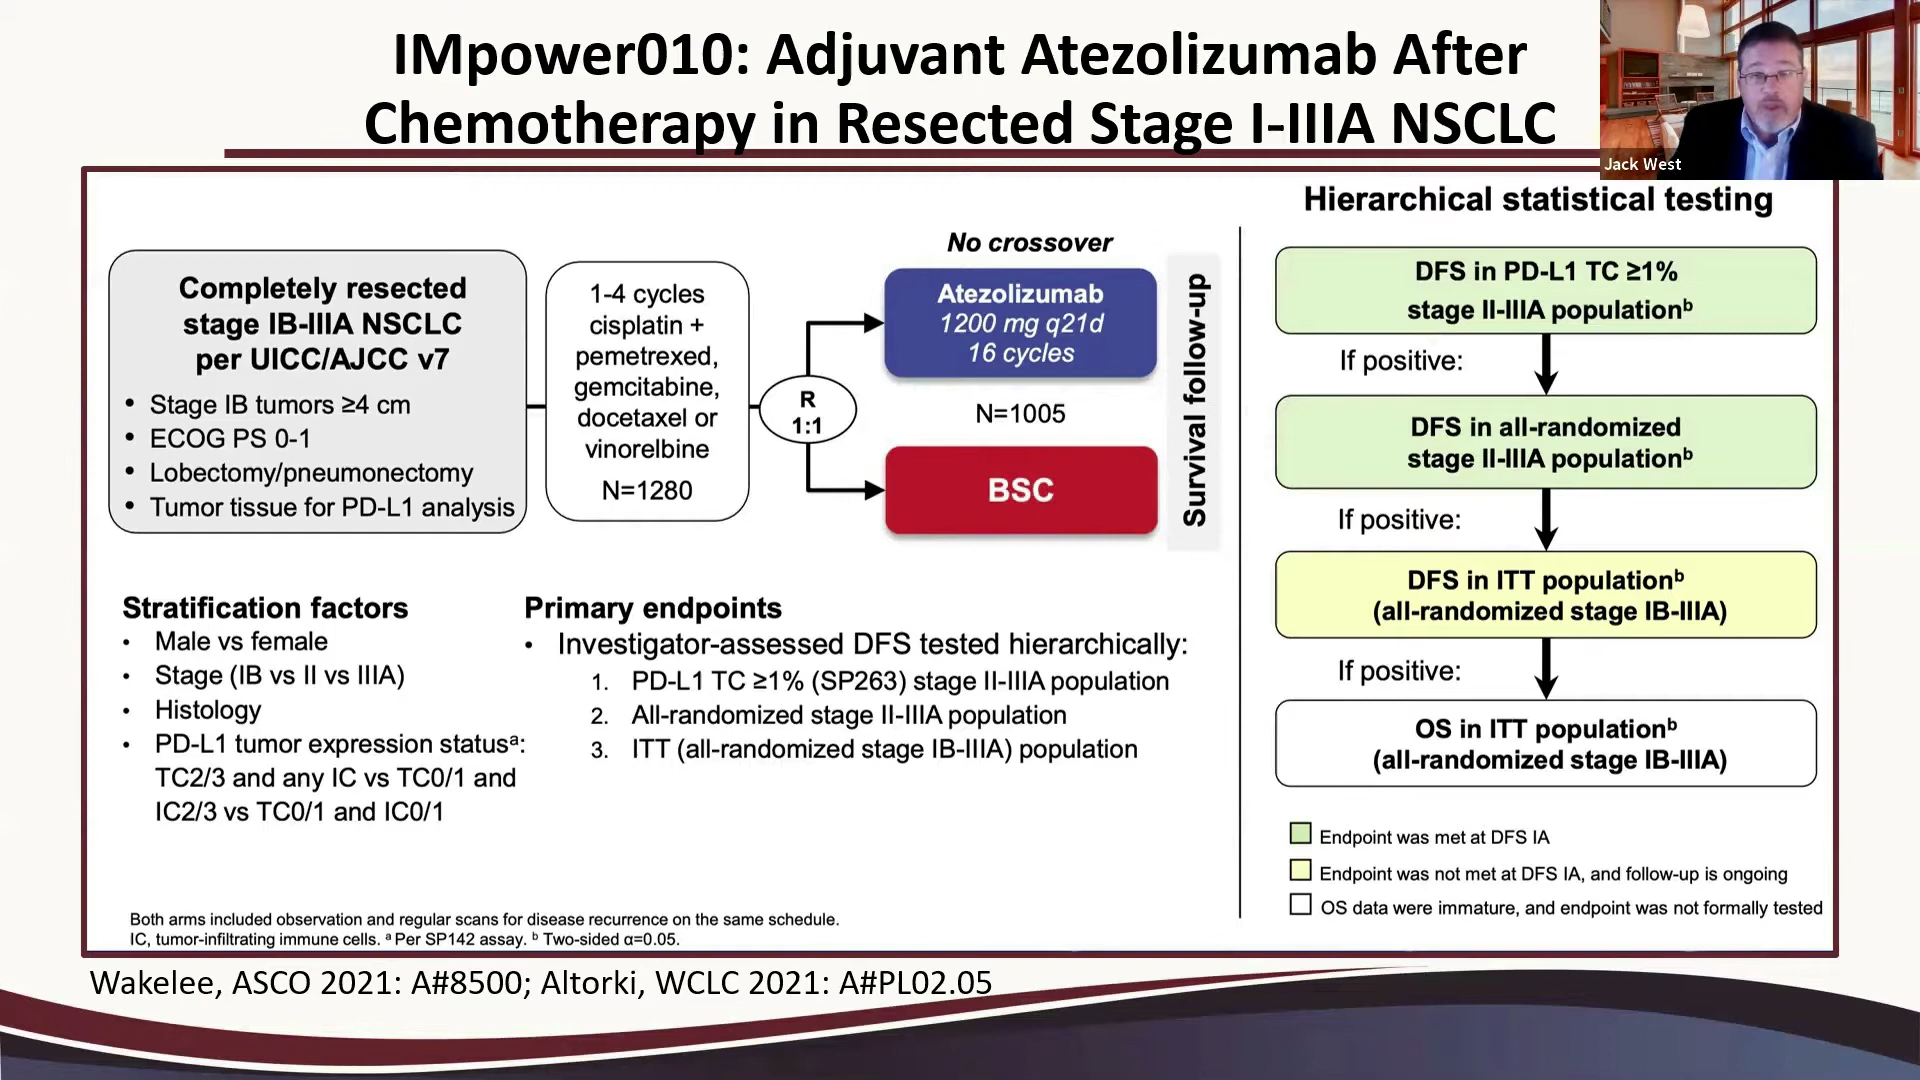 IMpower010: Adjuvant Atezolizumab After
Chemotherapy in Resected Stage I-IIIA NSCLC
Jack West
Completely resected
stage IB-IIIA NSCLC
per UICC/AJCC v7
• Stage IB tumors ≥4 cm
• ECOG PS 0-1
• Lobectomy/pneumonectomy
• Tumor tissue for PD-L1 analysis
1-4 cycles
cisplatin +
pemetrexed,
gemcitabine,
docetaxel or
vinorelbine
N=1280
R
1:1
No crossover
Atezolizumab
1200 mg q21d
16 cycles
N=1005
BSC
Survival follow-up
Stratification factors
• Male vs female
• Stage (IB vs II vs IIIA)
• Histology
• PD-L1 tumor expression statusᵃ:
TC2/3 and any IC vs TC0/1 and
IC2/3 vs TC0/1 and IC0/1
Primary endpoints
• Investigator-assessed DFS tested hierarchically:
1. PD-L1 TC ≥1% (SP263) stage II-IIIA population
2. All-randomized stage II-IIIA population
3. ITT (all-randomized stage IB-IIIA) population
Both arms included observation and regular scans for disease recurrence on the same schedule.
IC, tumor-infiltrating immune cells. ᵃ Per SP142 assay. ᵇ Two-sided α=0.05.
Hierarchical statistical testing
DFS in PD-L1 TC ≥1%
stage II-IIIA populationᵇ
If positive:
DFS in all-randomized
stage II-IIIA populationᵇ
If positive:
DFS in ITT populationᵇ
(all-randomized stage IB-IIIA)
If positive:
OS in ITT populationᵇ
(all-randomized stage IB-IIIA)
Endpoint was met at DFS IA
Endpoint was not met at DFS IA, and follow-up is ongoing
OS data were immature, and endpoint was not formally tested
Wakelee, ASCO 2021: A#8500; Altorki, WCLC 2021: A#PL02.05